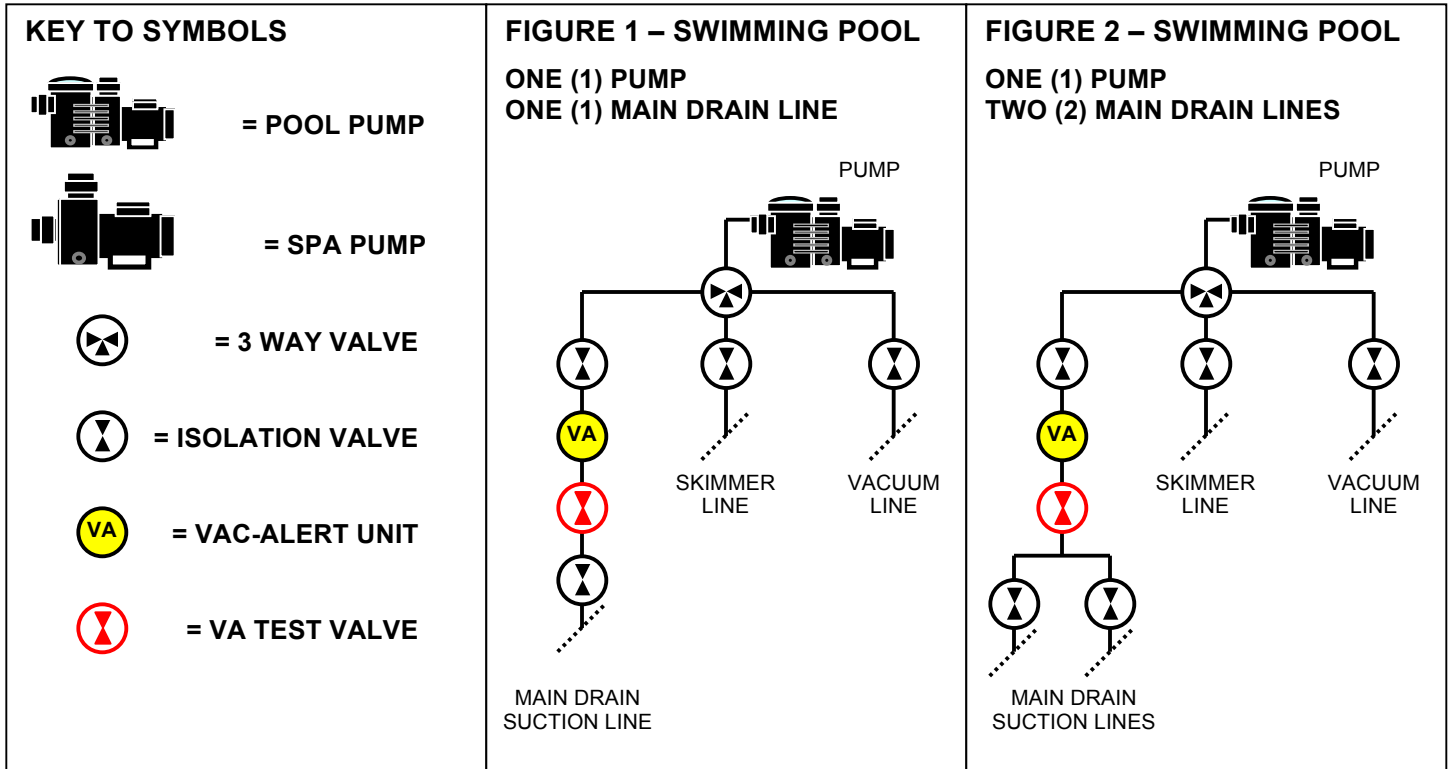 KEY TO SYMBOLS
= POOL PUMP
= SPA PUMP
= 3 WAY VALVE
= ISOLATION VALVE
VA
= VAC-ALERT UNIT
= VA TEST VALVE
FIGURE 1 – SWIMMING POOL
ONE (1) PUMP
ONE (1) MAIN DRAIN LINE
PUMP
VA
SKIMMER
LINE
VACUUM
LINE
MAIN DRAIN
SUCTION LINE
FIGURE 2 – SWIMMING POOL
ONE (1) PUMP
TWO (2) MAIN DRAIN LINES
PUMP
VA
SKIMMER
LINE
VACUUM
LINE
MAIN DRAIN
SUCTION LINES